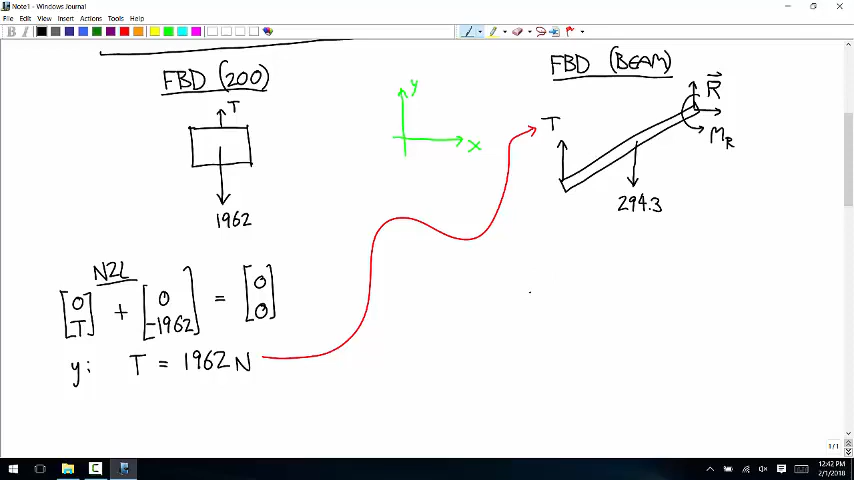 Note1 - Windows Journal
File Edit View Insert Actions Tools Help
B I
FBD (200)
T
1962
y
x
FBD (BEAM)
T
R⃗
M_R
294.3
N2L
[0 T] + [0 -1962] = [0 0]
y: T = 1962 N
1/1
12:42 PM
2/1/2018